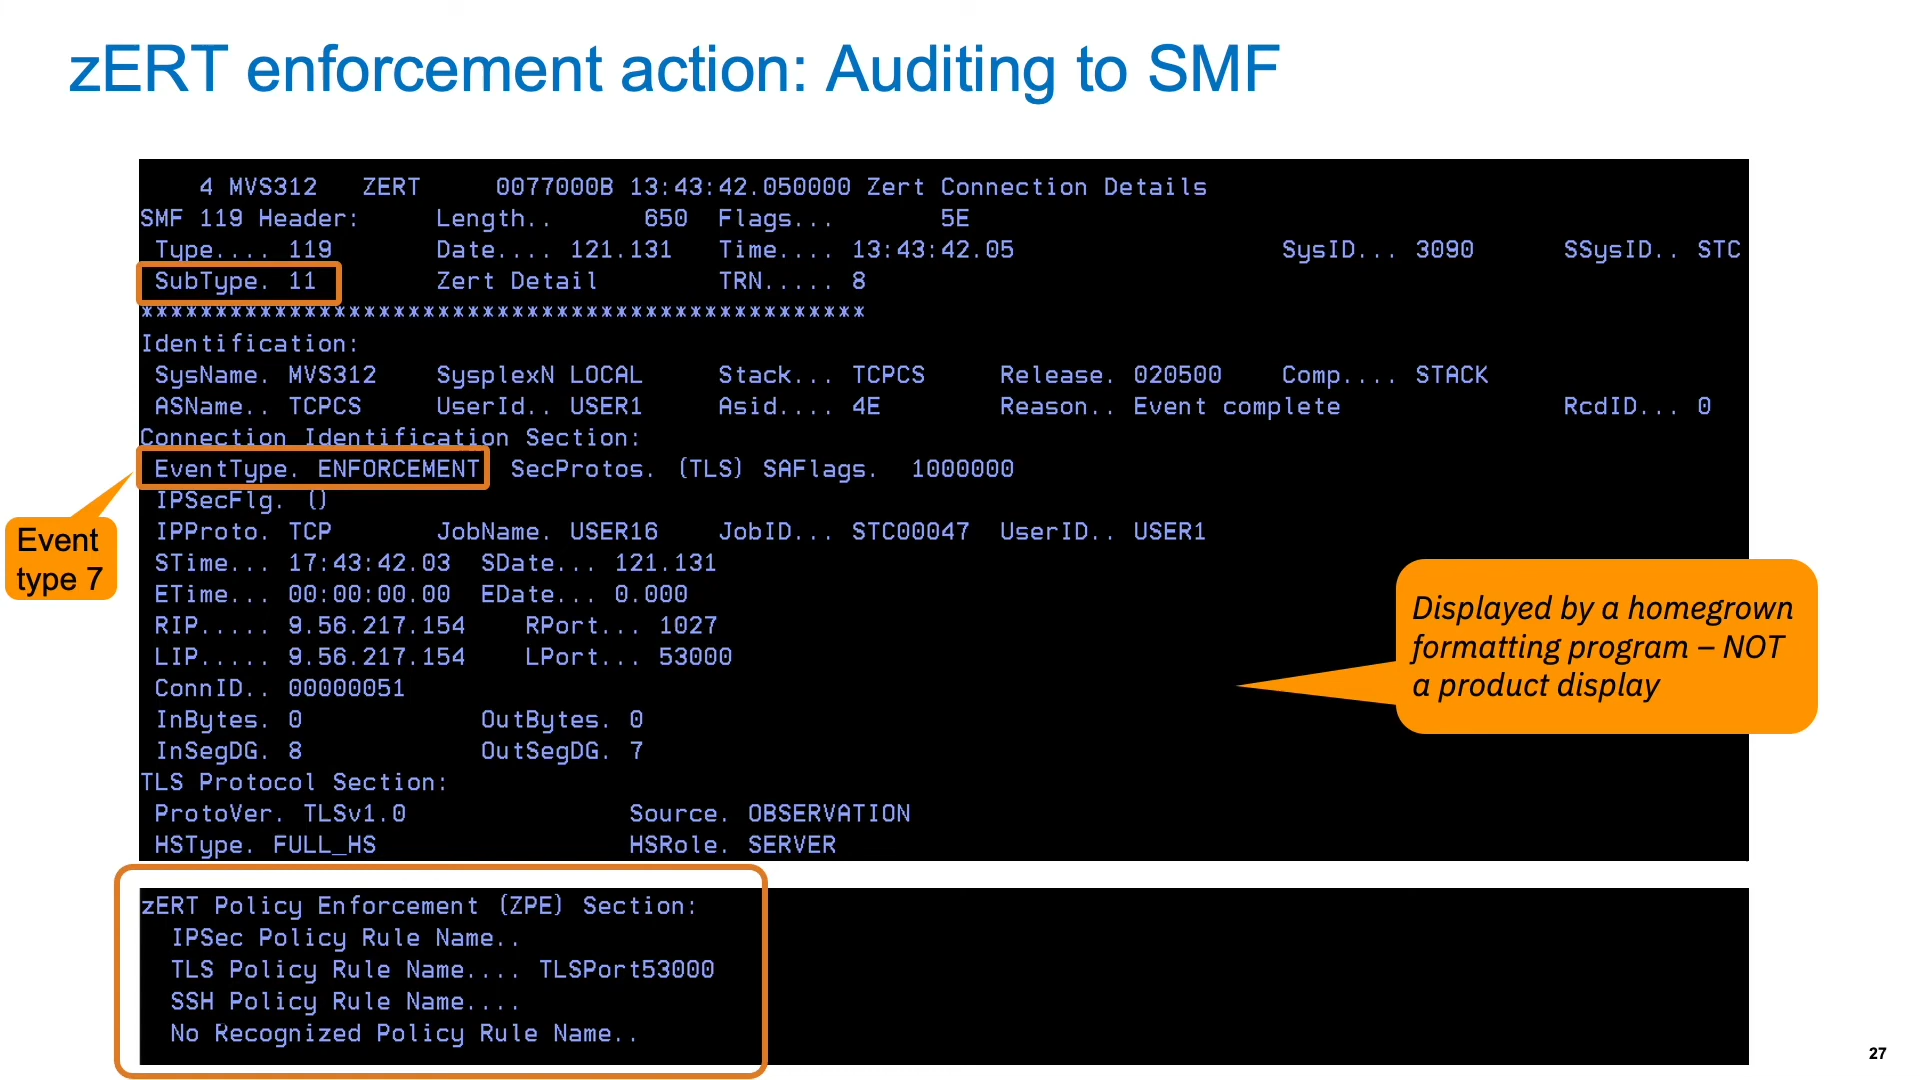 zERT enforcement action: Auditing to SMF
4 MVS312 ZERT 0077000B 13:43:42.050000 Zert Connection Details
SMF 119 Header: Length.. 650 Flags... 5E
Type.... 119 Date.... 121.131 Time.... 13:43:42.05 SysID... 3090 SSysID.. STC
SubType. 11 Zert Detail TRN..... 8
*************************************************
Identification:
SysName. MVS312 SysplexN LOCAL Stack... TCPCS Release. 020500 Comp.... STACK
ASName.. TCPCS UserId.. USER1 Asid.... 4E Reason.. Event complete RcdID... 0
Connection Identification Section:
EventType. ENFORCEMENT SecProtos. (TLS) SAFlags. 1000000
IPSecFlg. ()
IPProto. TCP JobName. USER16 JobID... STC00047 UserID.. USER1
STime... 17:43:42.03 SDate... 121.131
ETime... 00:00:00.00 EDate... 0.000
RIP..... 9.56.217.154 RPort... 1027
LIP..... 9.56.217.154 LPort... 53000
ConnID.. 00000051
InBytes. 0 OutBytes. 0
InSegDG. 8 OutSegDG. 7
TLS Protocol Section:
ProtoVer. TLSv1.0 Source. OBSERVATION
HSType. FULL_HS HSRole. SERVER
Event
type 7
Displayed by a homegrown
formatting program – NOT
a product display
zERT Policy Enforcement (ZPE) Section:
IPSec Policy Rule Name..
TLS Policy Rule Name.... TLSPort53000
SSH Policy Rule Name....
No Recognized Policy Rule Name..
27